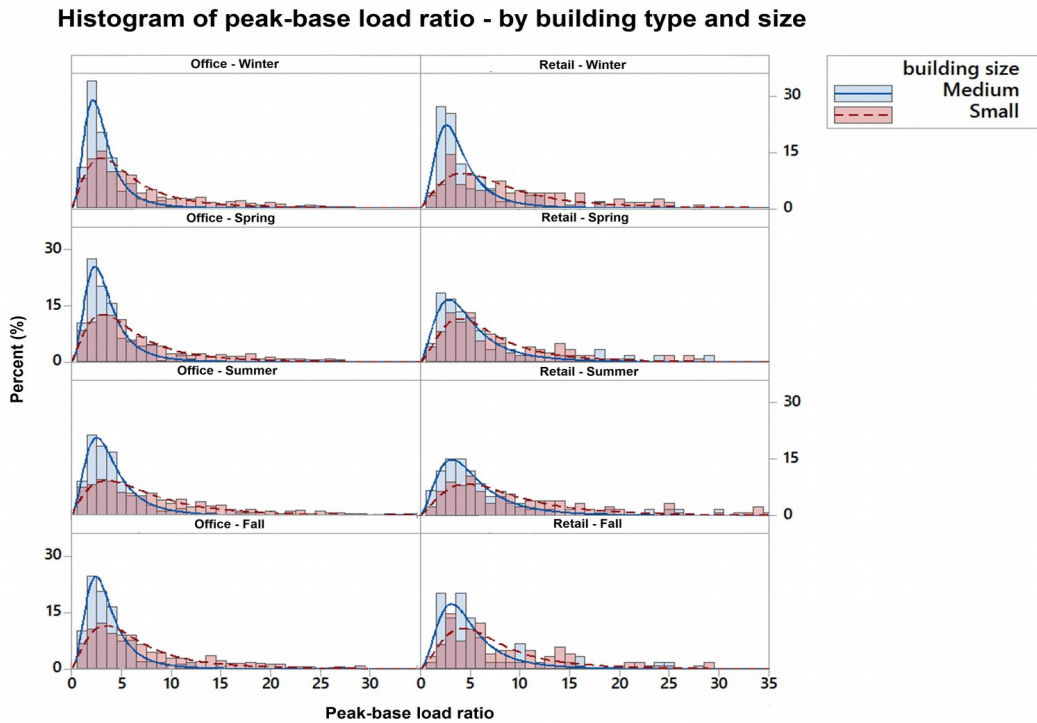 Histogram of peak-base load ratio - by building type and size
building size
Medium
Small
Office - Winter
Retail - Winter
30
15
0
Office - Spring
Retail - Spring
30
15
0
Office - Summer
Retail - Summer
30
15
0
Office - Fall
Retail - Fall
30
15
0
Percent (%)
0 5 10 15 20 25 30 0 5 10 15 20 25 30 35
Peak-base load ratio